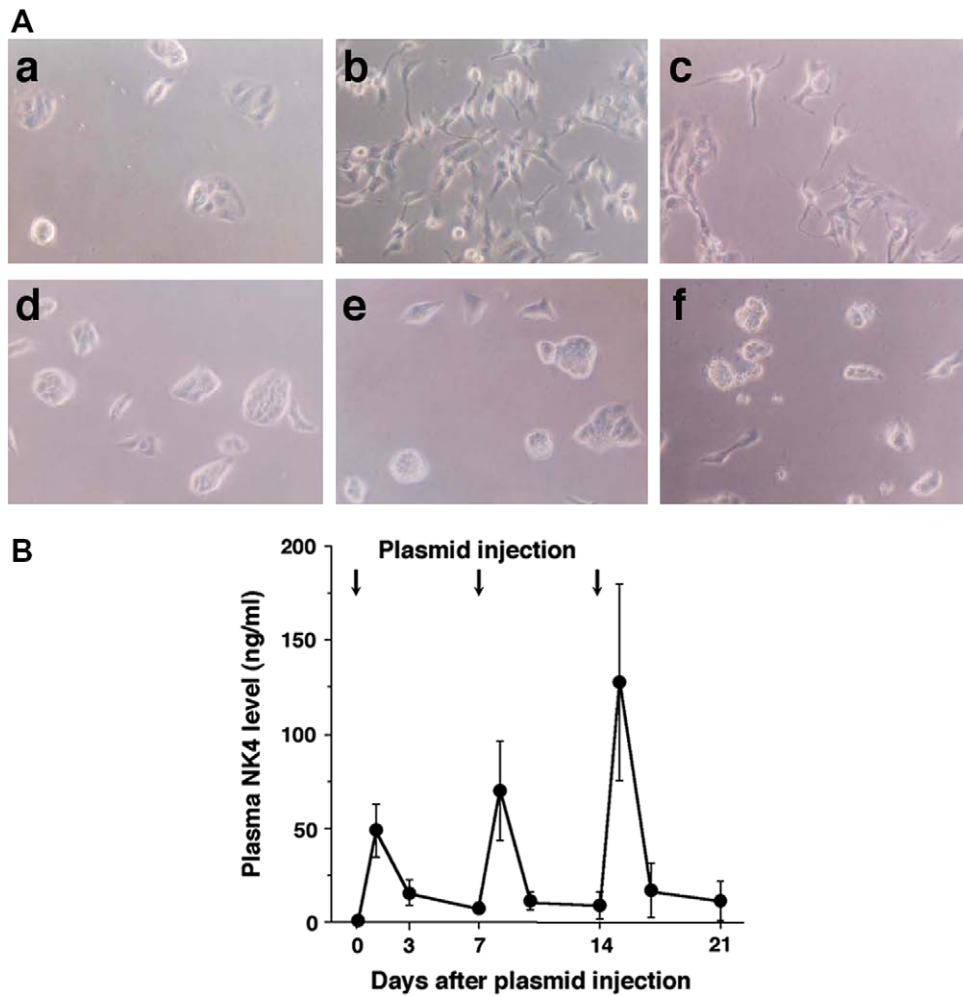 A
a
b
c
d
e
f
B
Plasmid injection
200
150
100
50
0
Plasma NK4 level (ng/ml)
0 3 7 14 21
Days after plasmid injection